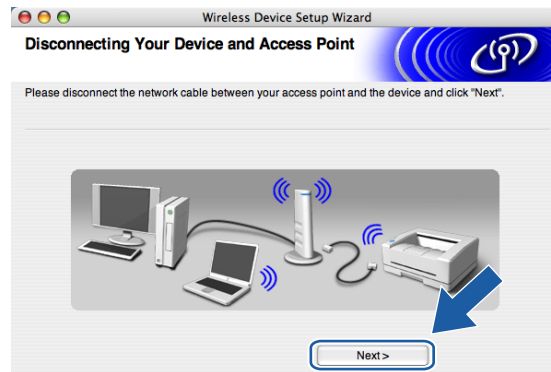 Wireless Device Setup Wizard
Disconnecting Your Device and Access Point
Please disconnect the network cable between your access point and the device and click "Next".
Next >